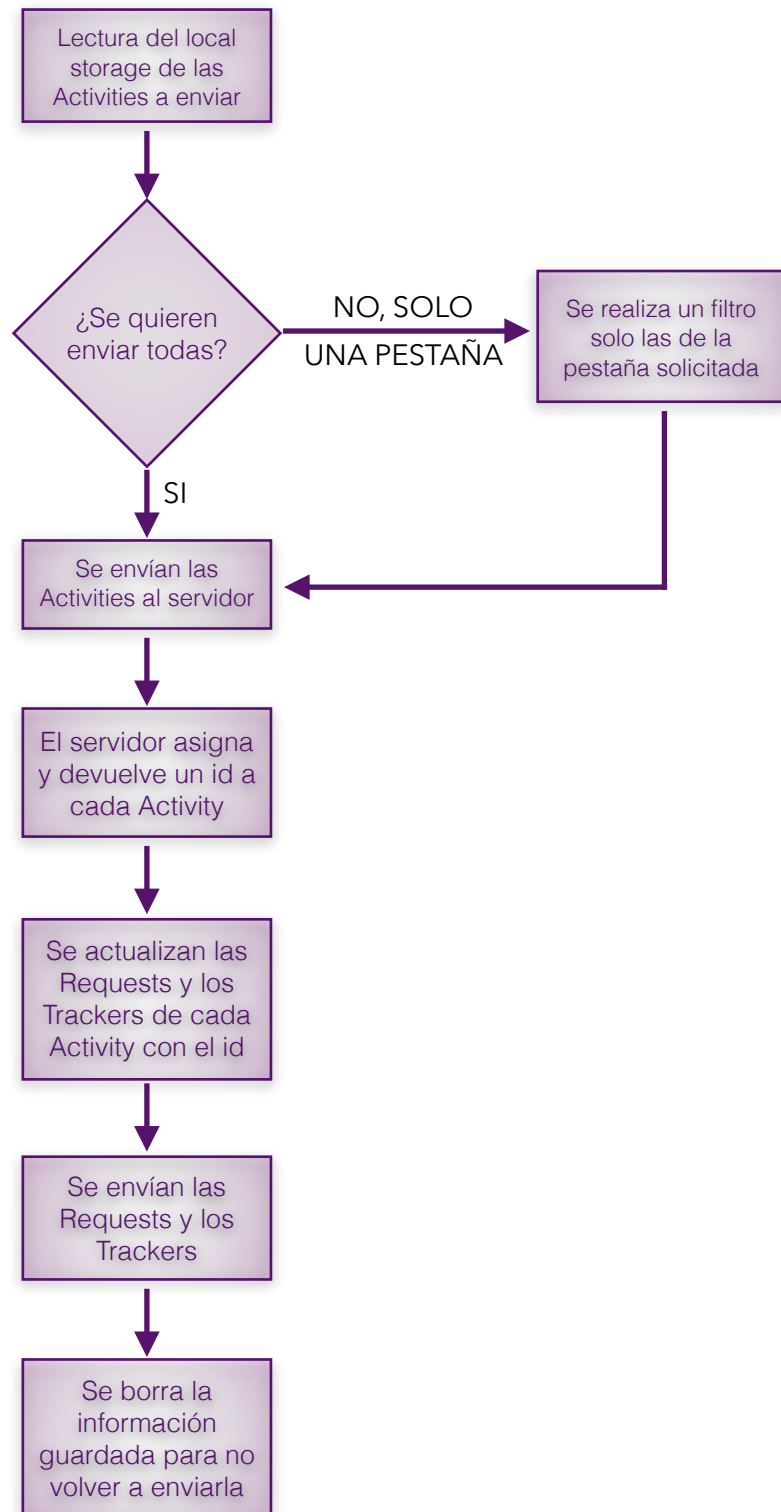 Lectura del local
storage de las
Activities a enviar
¿Se quieren
enviar todas?
NO, SOLO
UNA PESTAÑA
Se realiza un filtro
solo las de la
pestaña solicitada
SI
Se envían las
Activities al servidor
El servidor asigna
y devuelve un id a
cada Activity
Se actualizan las
Requests y los
Trackers de cada
Activity con el id
Se envían las
Requests y los
Trackers
Se borra la
información
guardada para no
volver a enviarla